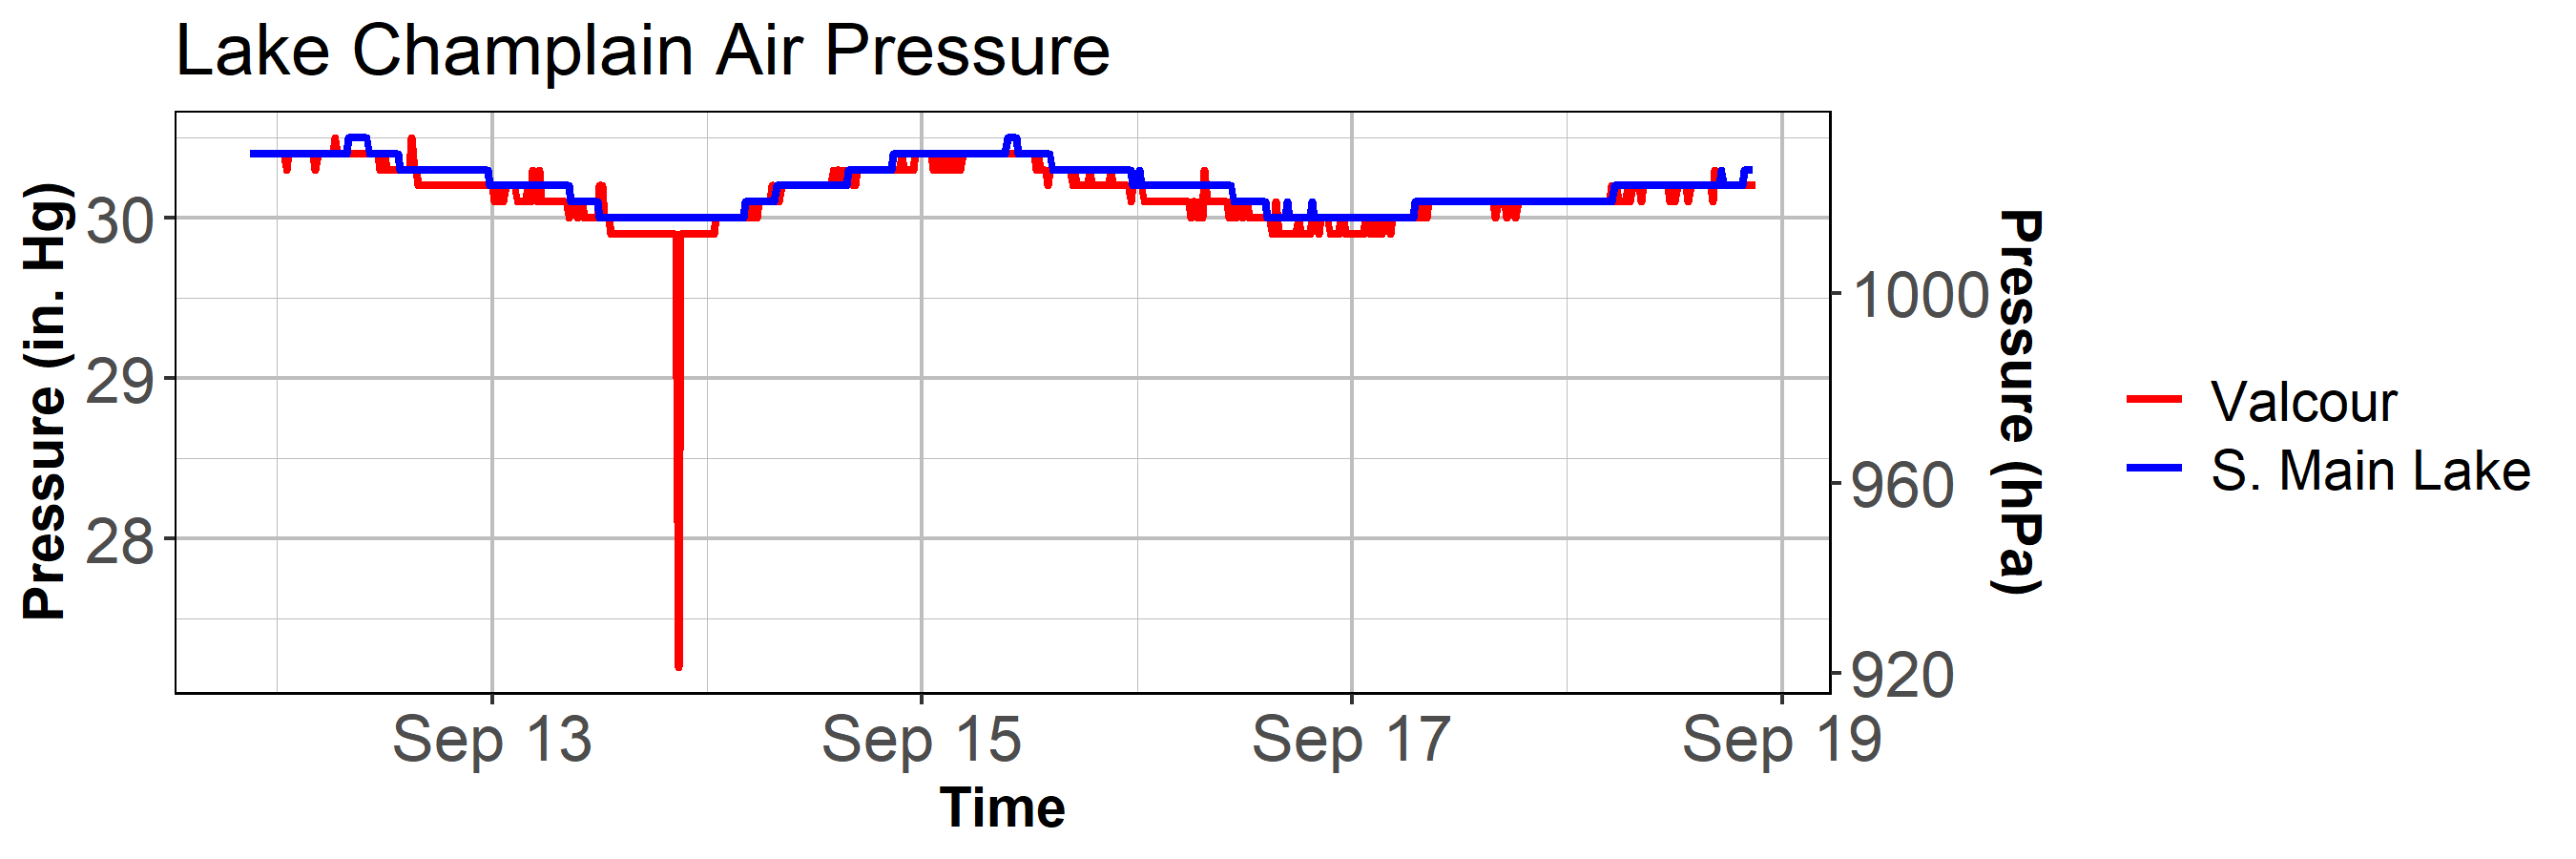 Lake Champlain Air Pressure
Pressure (in. Hg)
30
29
28
1000
960
920
Pressure (hPa)
Sep 13
Sep 15
Sep 17
Sep 19
Time
Valcour
S. Main Lake